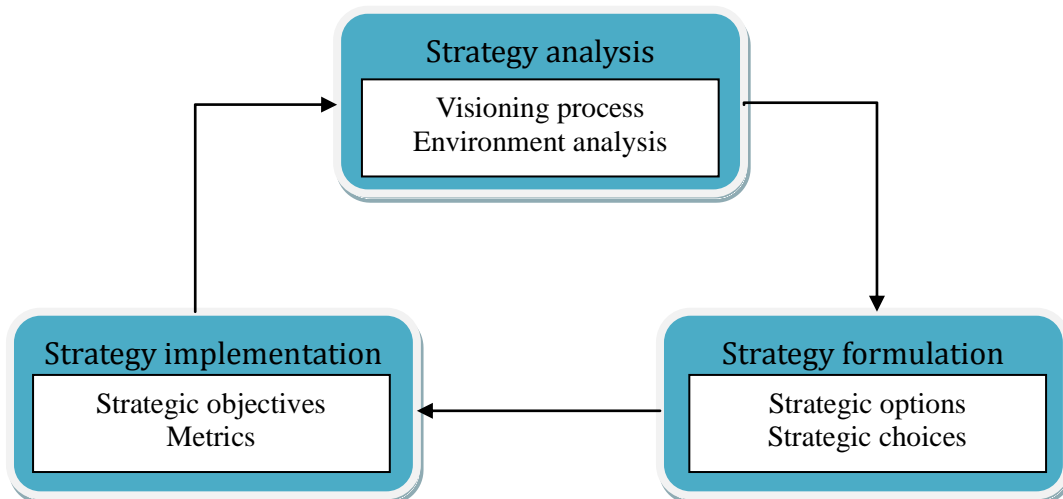 Strategy analysis
Visioning process
Environment analysis
Strategy implementation
Strategic objectives
Metrics
Strategy formulation
Strategic options
Strategic choices